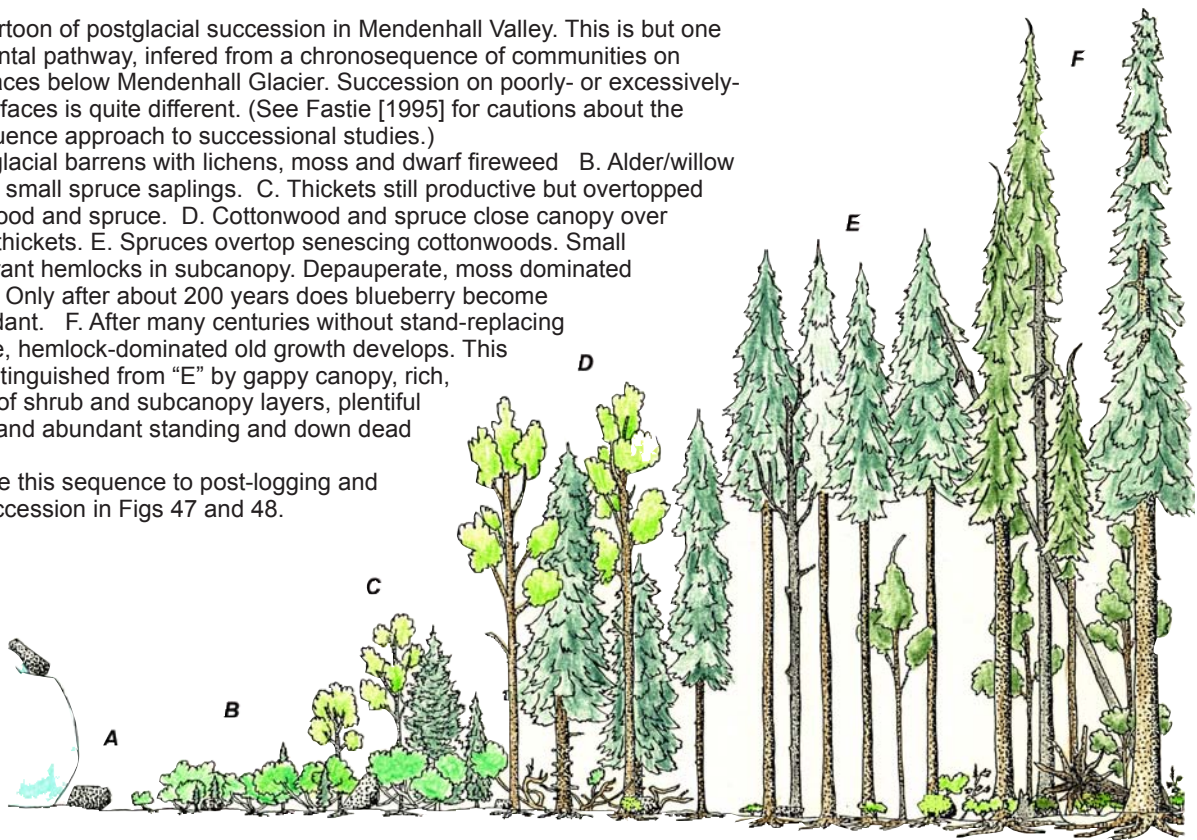 rtoon of postglacial succession in Mendenhall Valley. This is but one
ntal pathway, infered from a chronosequence of communities on
aces below Mendenhall Glacier. Succession on poorly- or excessively-
faces is quite different. (See Fastie [1995] for cautions about the
uence approach to successional studies.)
glacial barrens with lichens, moss and dwarf fireweed B. Alder/willow
small spruce saplings. C. Thickets still productive but overtopped
ood and spruce. D. Cottonwood and spruce close canopy over
thickets. E. Spruces overtop senescing cottonwoods. Small
rant hemlocks in subcanopy. Depauperate, moss dominated
Only after about 200 years does blueberry become
dant. F. After many centuries without stand-replacing
e, hemlock-dominated old growth develops. This
tinguished from “E” by gappy canopy, rich,
of shrub and subcanopy layers, plentiful
and abundant standing and down dead
e this sequence to post-logging and
ccession in Figs 47 and 48.
A
B
C
D
E
F